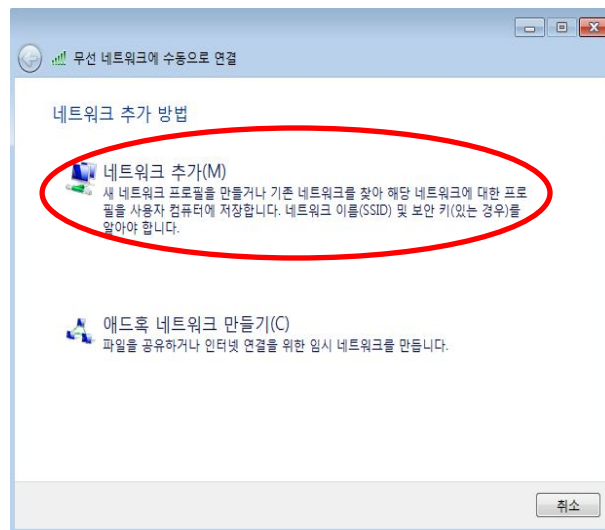 무선 네트워크에 수동으로 연결
네트워크 추가 방법
네트워크 추가(M)
새 네트워크 프로필을 만들거나 기존 네트워크를 찾아 해당 네트워크에 대한 프로
필을 사용자 컴퓨터에 저장합니다. 네트워크 이름(SSID) 및 보안 키(있는 경우)를
알아야 합니다.
애드혹 네트워크 만들기(C)
파일을 공유하거나 인터넷 연결을 위한 임시 네트워크를 만듭니다.
취소